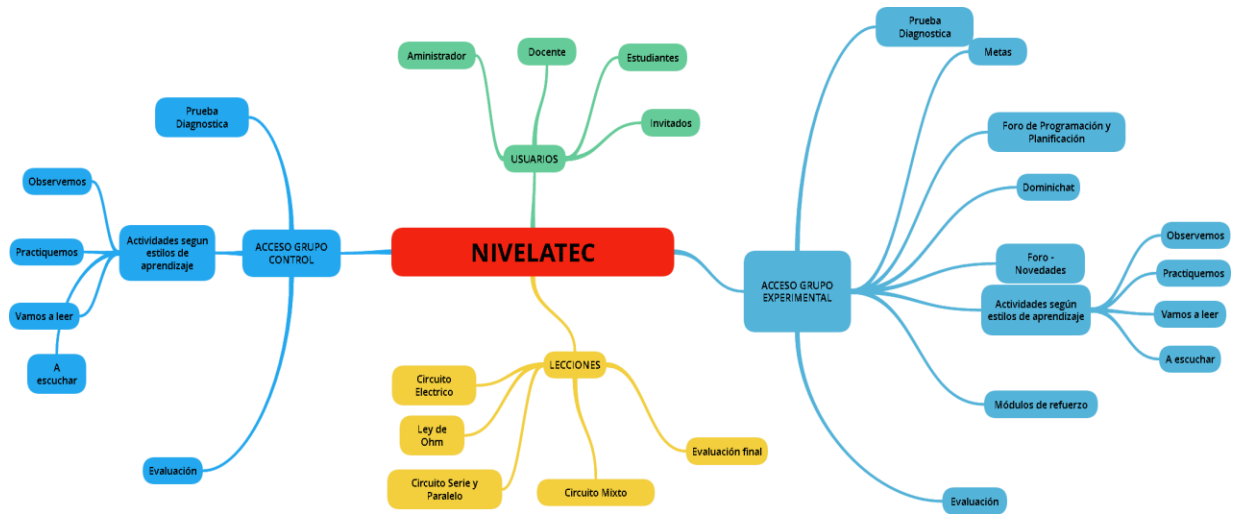 NIVELATEC
USUARIOS
Aministrador
Docente
Estudiantes
Invitados
ACCESO GRUPO
CONTROL
Prueba
Diagnostica
Actividades segun
estilos de
aprendizaje
Observemos
Practiquemos
Vamos a leer
A
escuchar
Evaluación
LECCIONES
Circuito
Electrico
Ley de
Ohm
Circuito Serie y
Paralelo
Circuito Mixto
Evaluación final
ACCESO GRUPO
EXPERIMENTAL
Prueba
Diagnostica
Metas
Foro de Programación y
Planificación
Dominichat
Foro -
Novedades
Actividades según
estilos de aprendizaje
Observemos
Practiquemos
Vamos a leer
A escuchar
Módulos de refuerzo
Evaluación